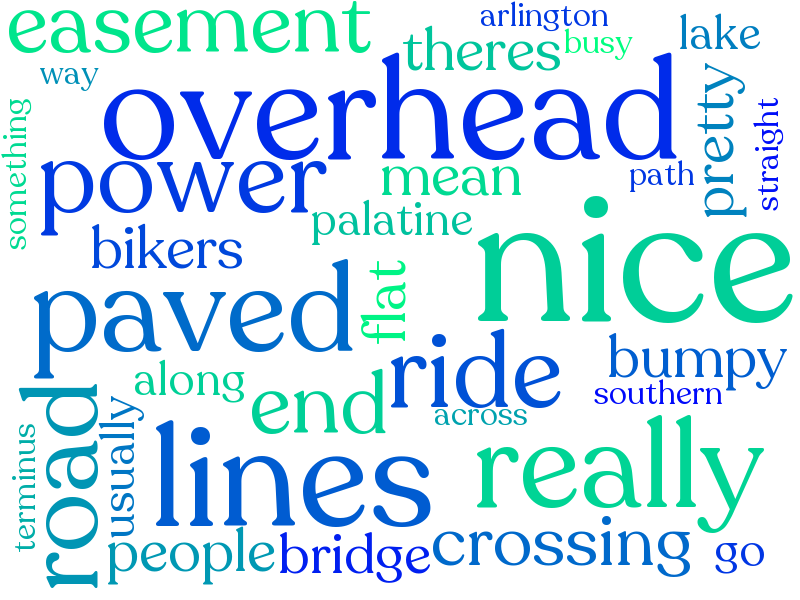 easement
arlington
theres
busy
lake
way
overhead
pretty
straight
something
power
mean
path
palatine
bikers
nice
paved
flat
ride
bumpy
along
end
southern
across
road
usually
terminus
lines
really
people
bridge
crossing
go